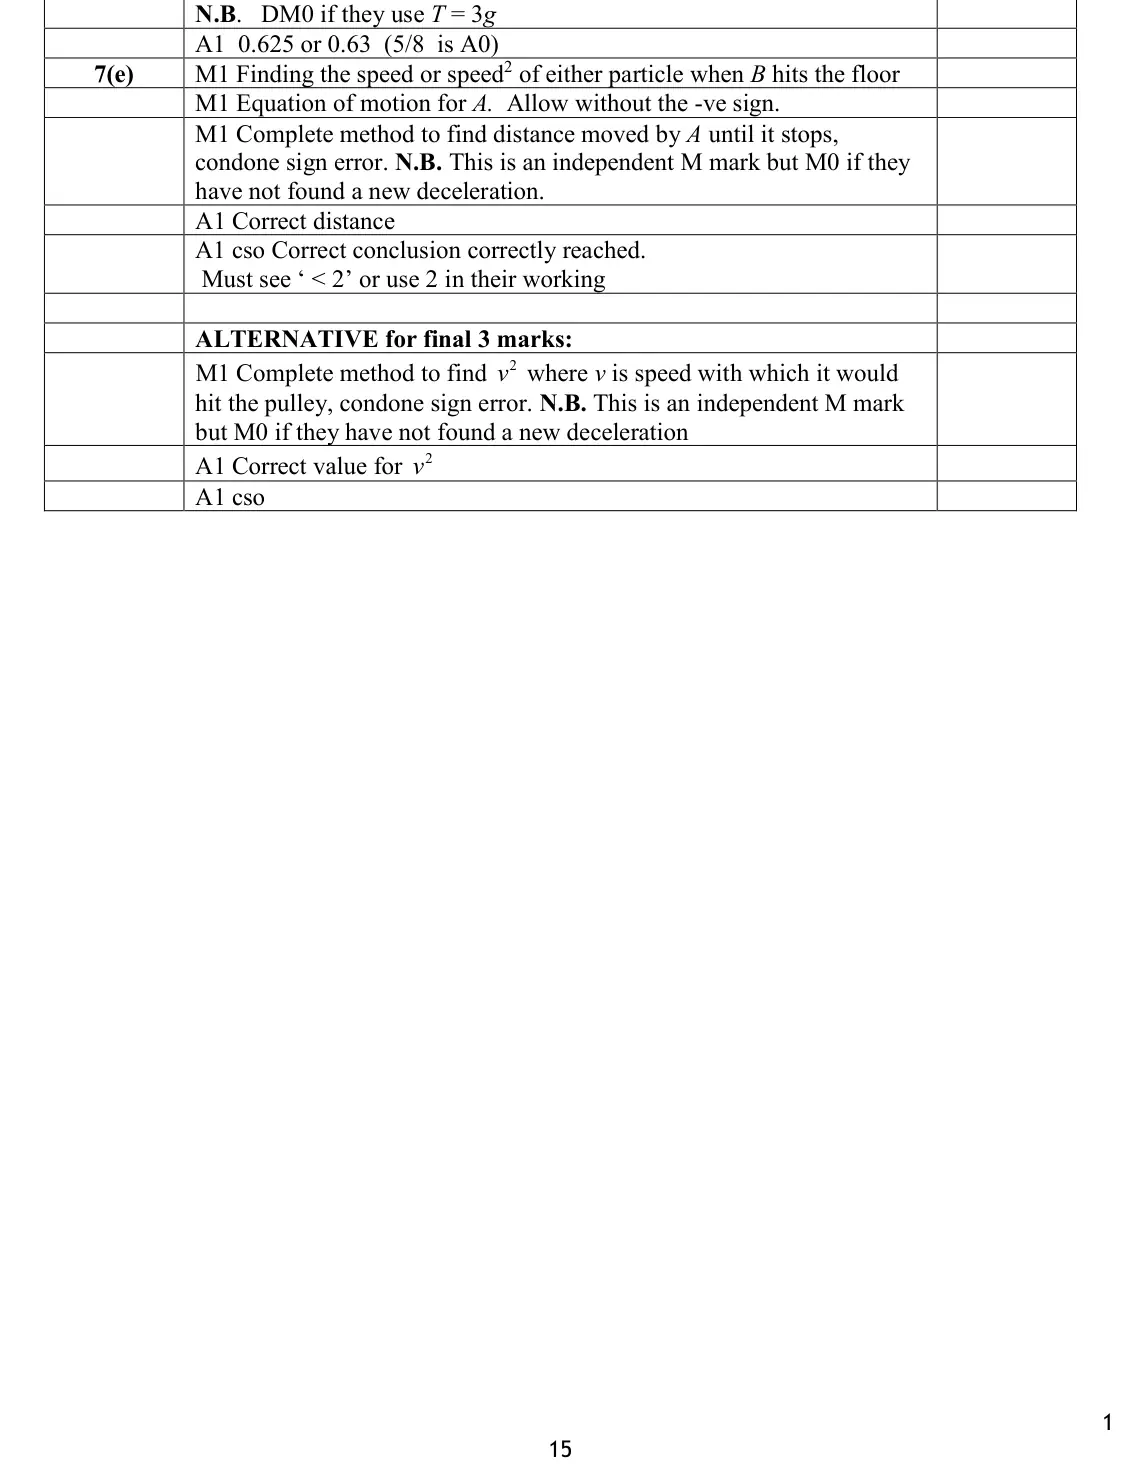 N.B. DM0 if they use T = 3g
A1 0.625 or 0.63 (5/8 is A0)
7(e) M1 Finding the speed or speed² of either particle when B hits the floor
M1 Equation of motion for A. Allow without the -ve sign.
M1 Complete method to find distance moved by A until it stops,
condone sign error. N.B. This is an independent M mark but M0 if they
have not found a new deceleration.
A1 Correct distance
A1 cso Correct conclusion correctly reached.
Must see ‘ < 2’ or use 2 in their working
ALTERNATIVE for final 3 marks:
M1 Complete method to find v² where v is speed with which it would
hit the pulley, condone sign error. N.B. This is an independent M mark
but M0 if they have not found a new deceleration
A1 Correct value for v²
A1 cso
1
15